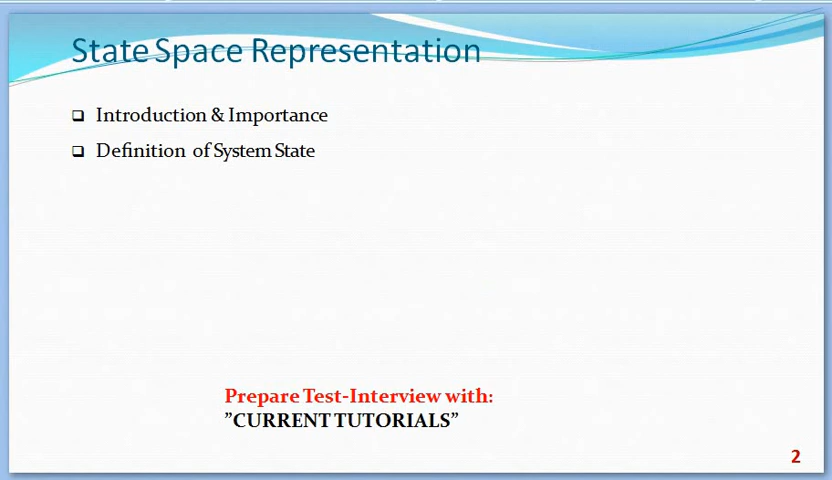 State Space Representation
Introduction & Importance
Definition of System State
Prepare Test-Interview with:
”CURRENT TUTORIALS”
2